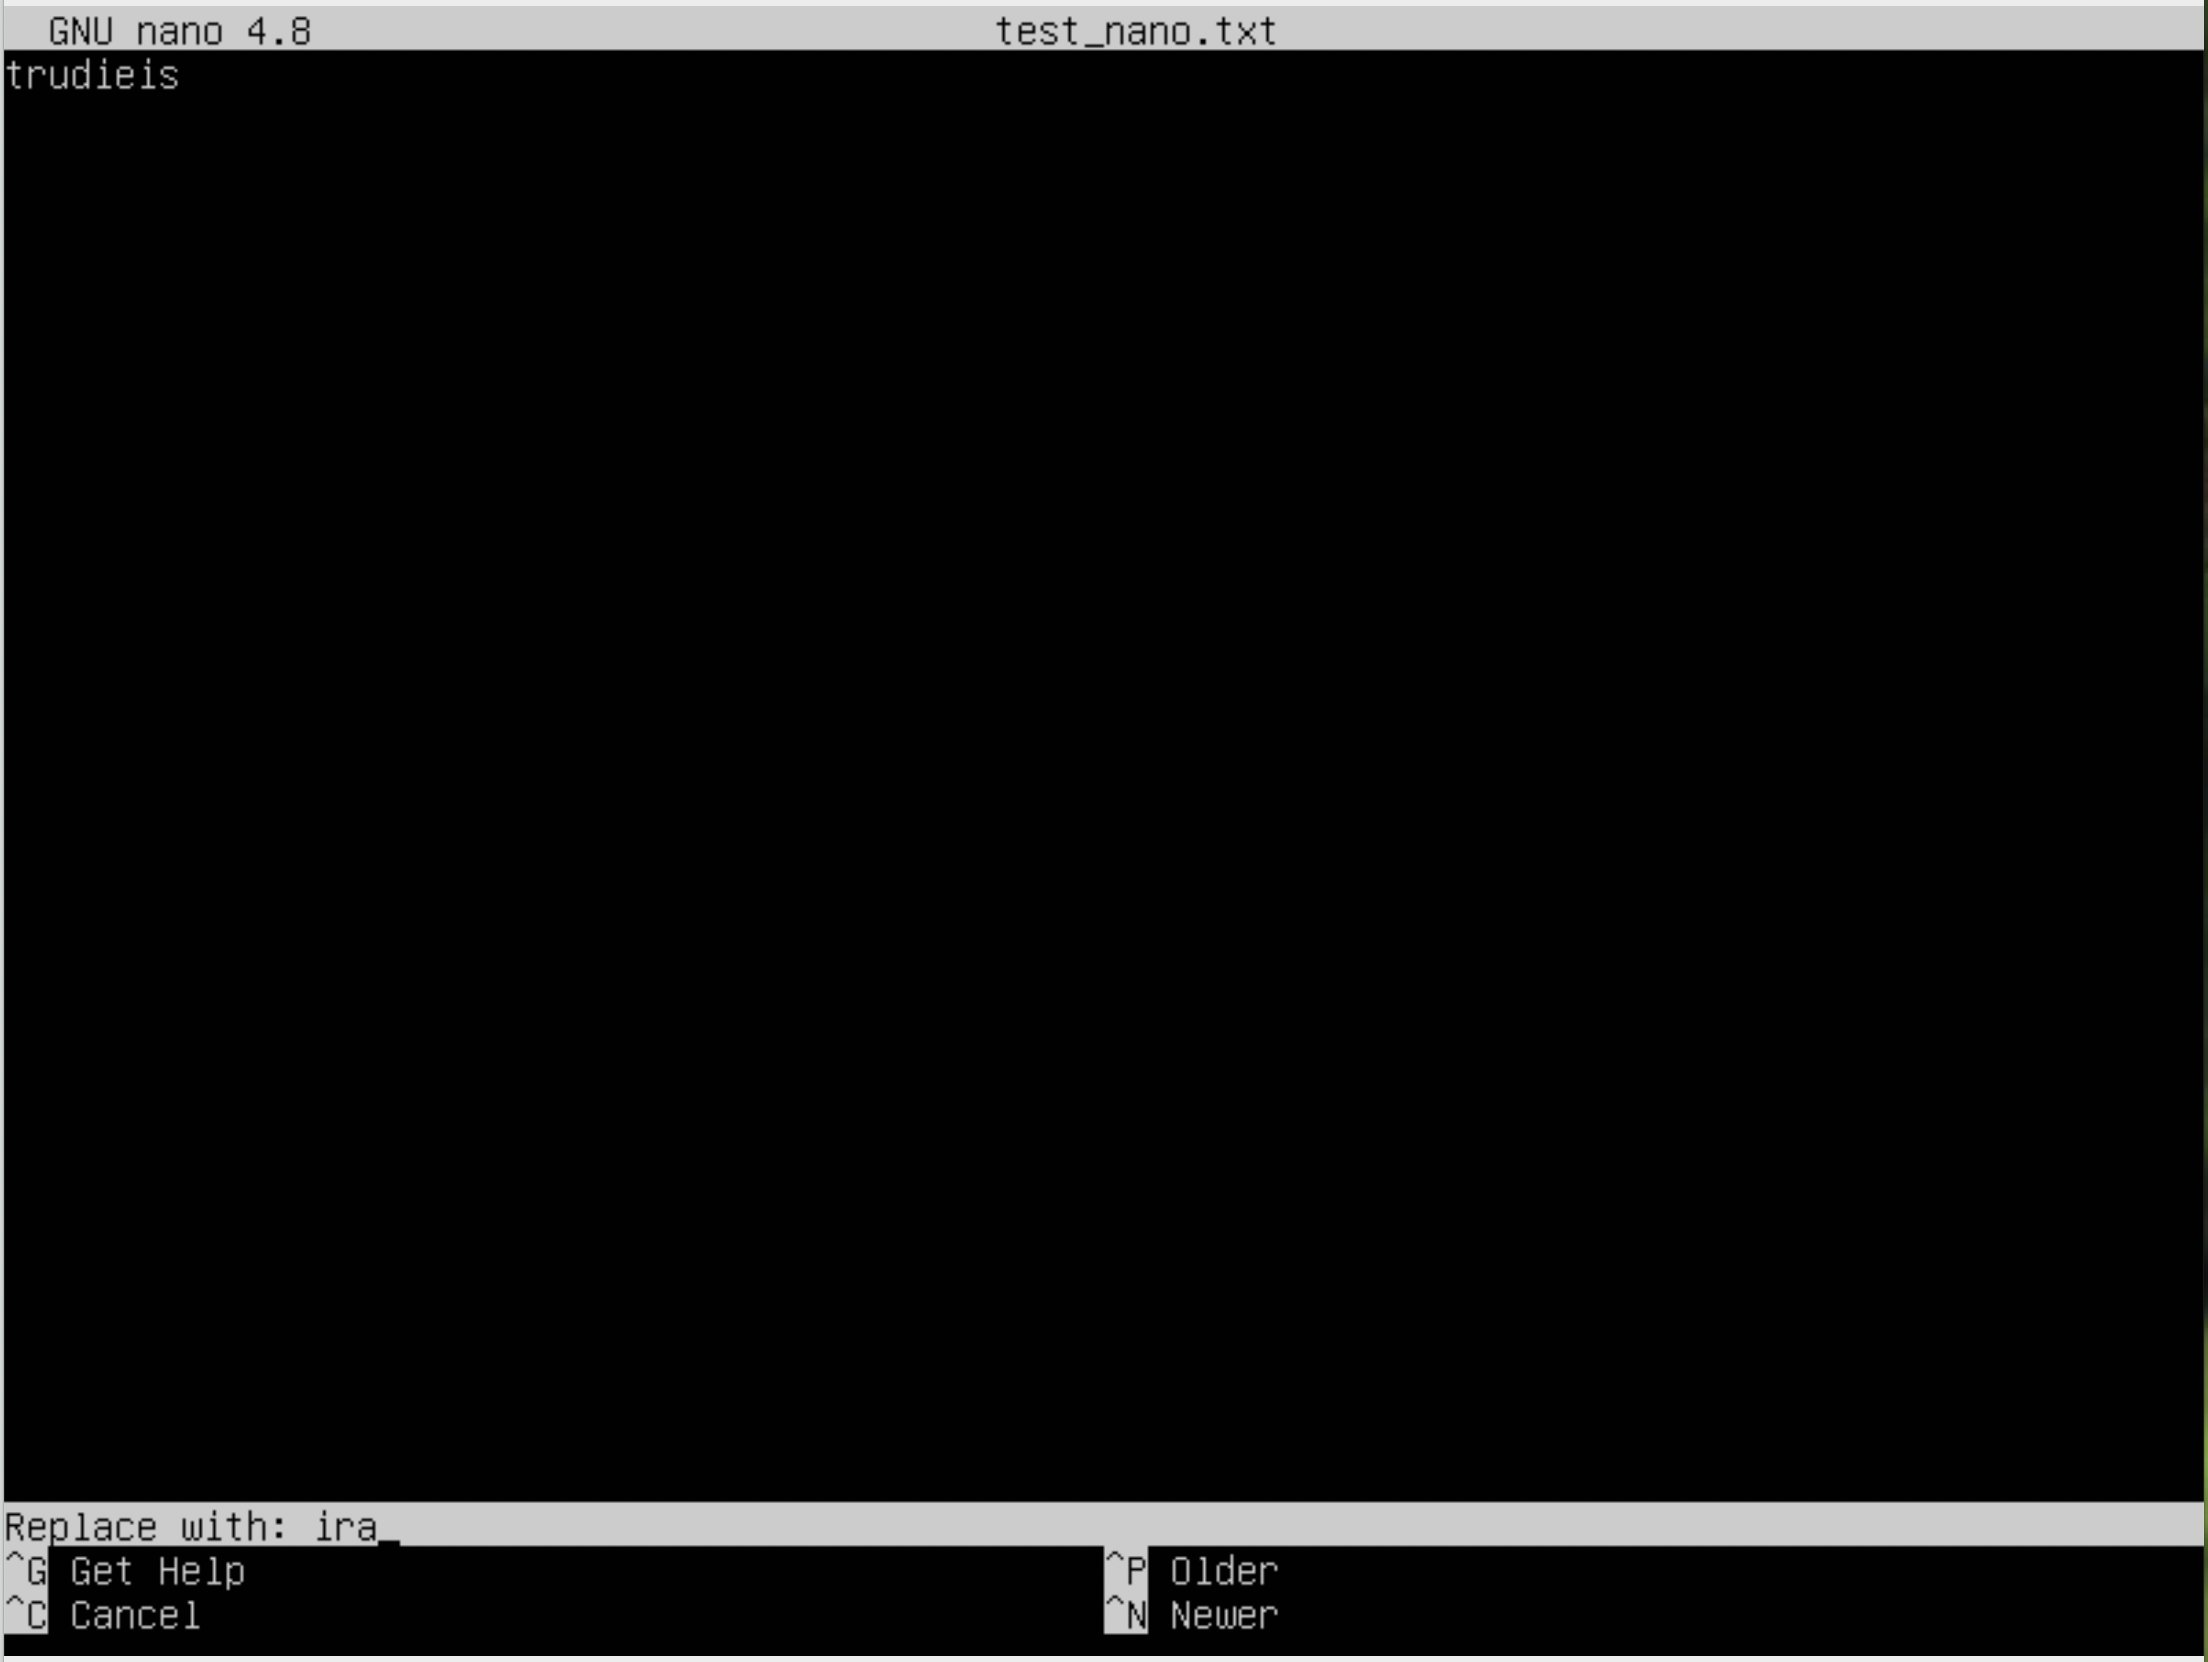 GNU nano 4.8 test_nano.txt
trudieis
Replace with: ira
^G Get Help ^P Older
^C Cancel ^N Newer